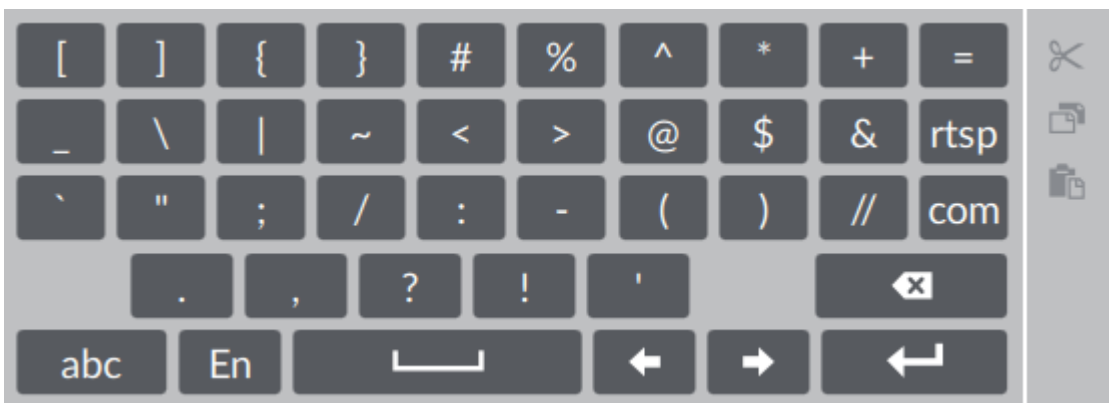 [ ] { } # % ^ * + =
_ \ | ~ < > @ $ & rtsp
` " ; / : - ( ) // com
. , ? ! '
abc En